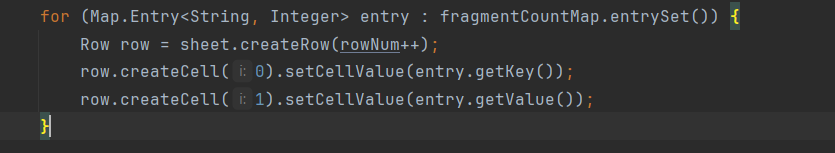 for (Map.Entry<String, Integer> entry : fragmentCountMap.entrySet()) {
Row row = sheet.createRow(rowNum++);
row.createCell( i: 0).setCellValue(entry.getKey());
row.createCell( i: 1).setCellValue(entry.getValue());
}